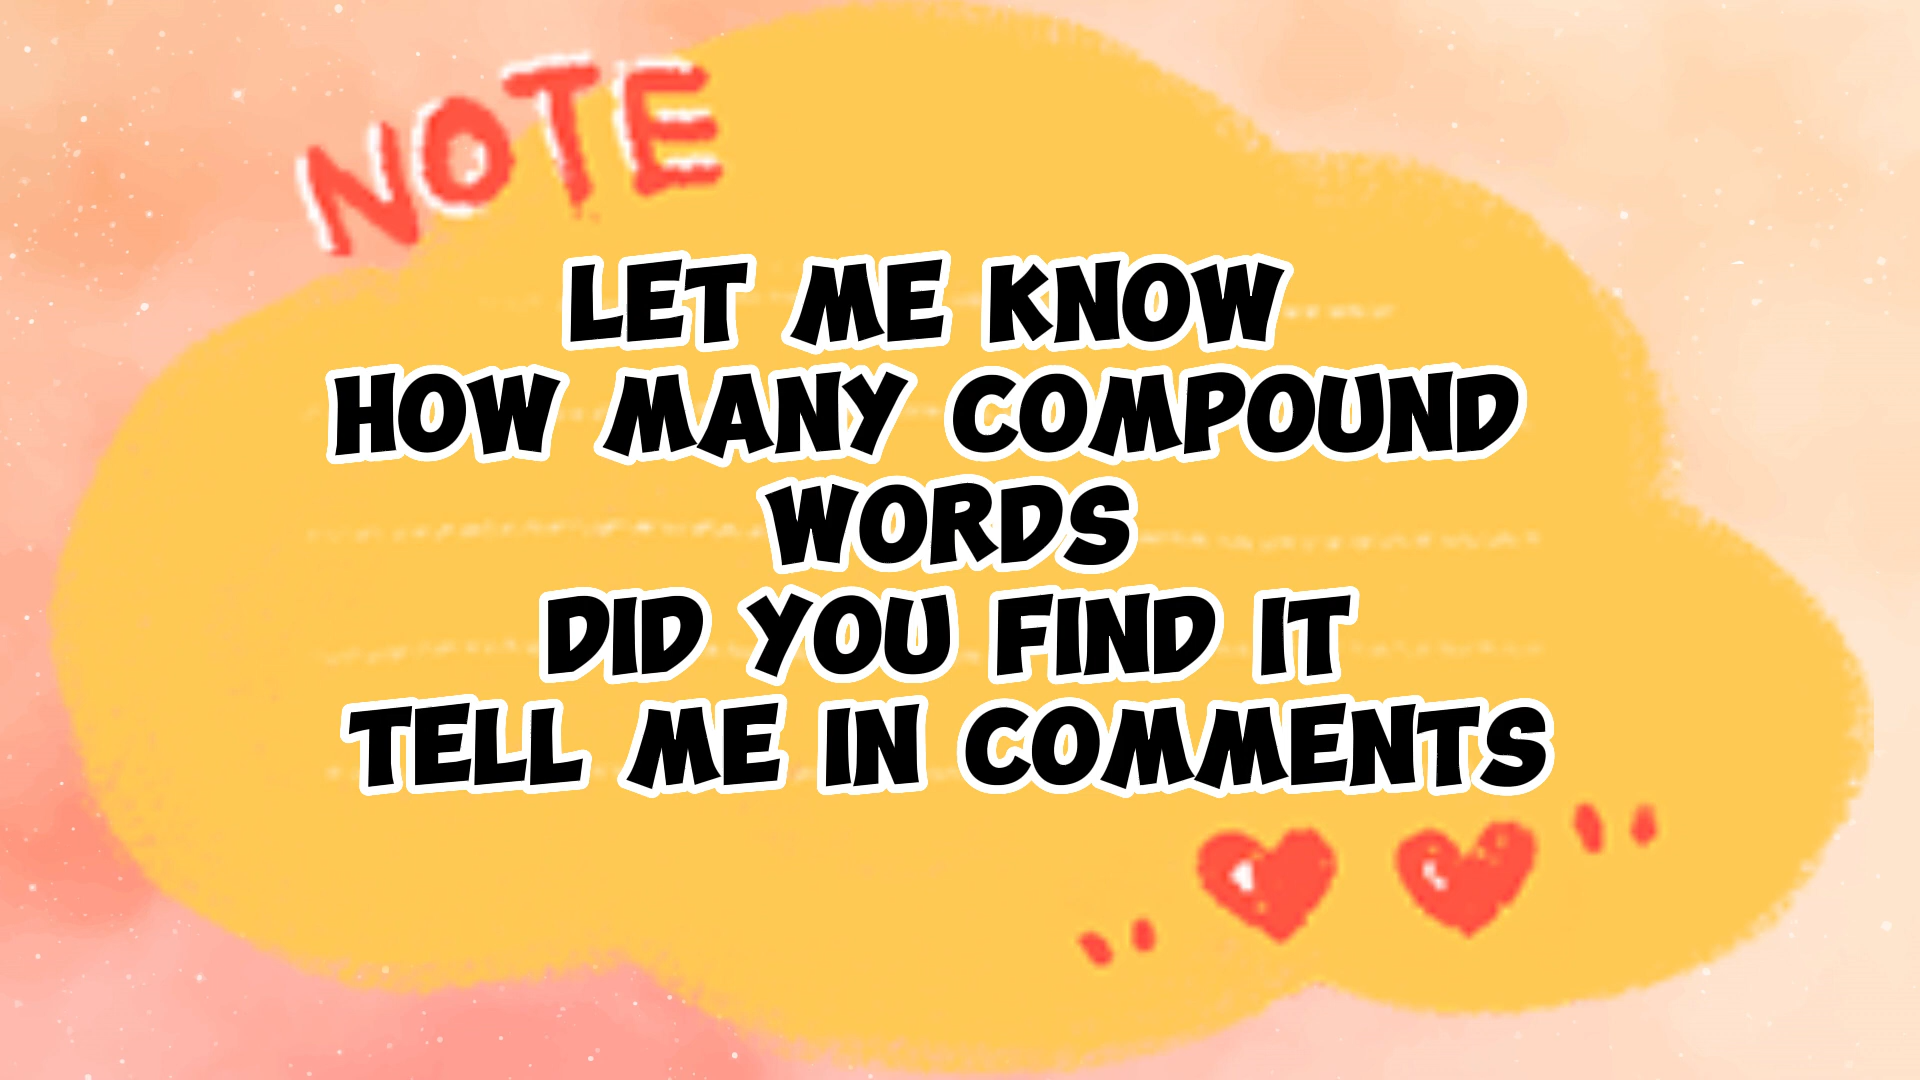 NOTE
LET ME KNOW
HOW MANY COMPOUND
WORDS
DID YOU FIND IT
TELL ME IN COMMENTS